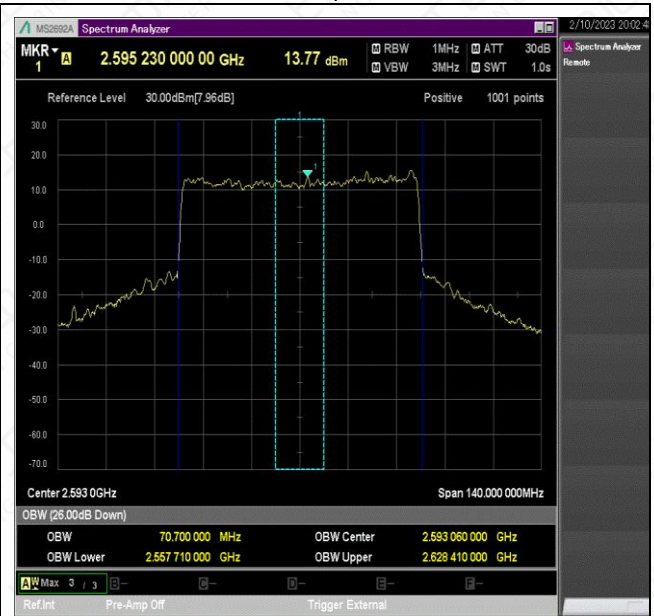 MS2692A Spectrum Analyzer 2/10/2023 20:02:4
MKR 1 A 2.595 230 000 00 GHz 13.77 dBm M RBW 1MHz M ATT 30dB
M VBW 3MHz M SWT 1.0s
Spectrum Analyzer
Remote
Reference Level 30.00dBm[7.96dB] Positive 1001 points
1
30.0
20.0
1
10.0
0.0
-10.0
-20.0
-30.0
-40.0
-50.0
-60.0
-70.0
Center 2.593 0GHz Span 140.000 000MHz
OBW (26.00dB Down)
OBW 70.700 000 MHz OBW Center 2.593 060 000 GHz
OBW Lower 2.557 710 000 GHz OBW Upper 2.628 410 000 GHz
A W Max 3 / 3 B- C- D- E- F-
Ref.Int Pre-Amp Off Trigger External